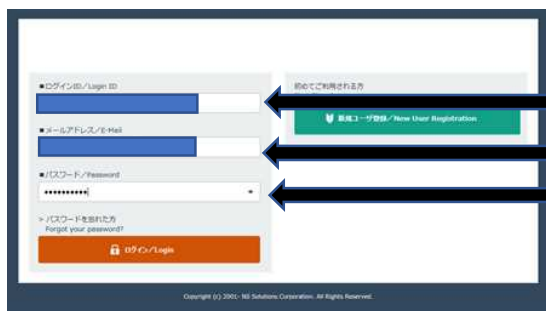 ■ログインID/Login ID
■メールアドレス/E-Mail
■パスワード/Password
••••••••••
> パスワードを忘れた方
Forgot your password?
ログイン/Login
初めてご利用される方
新規ユーザ登録/New User Registration
Copyright (c) 2001- NS Solutions Corporation. All Rights Reserved.